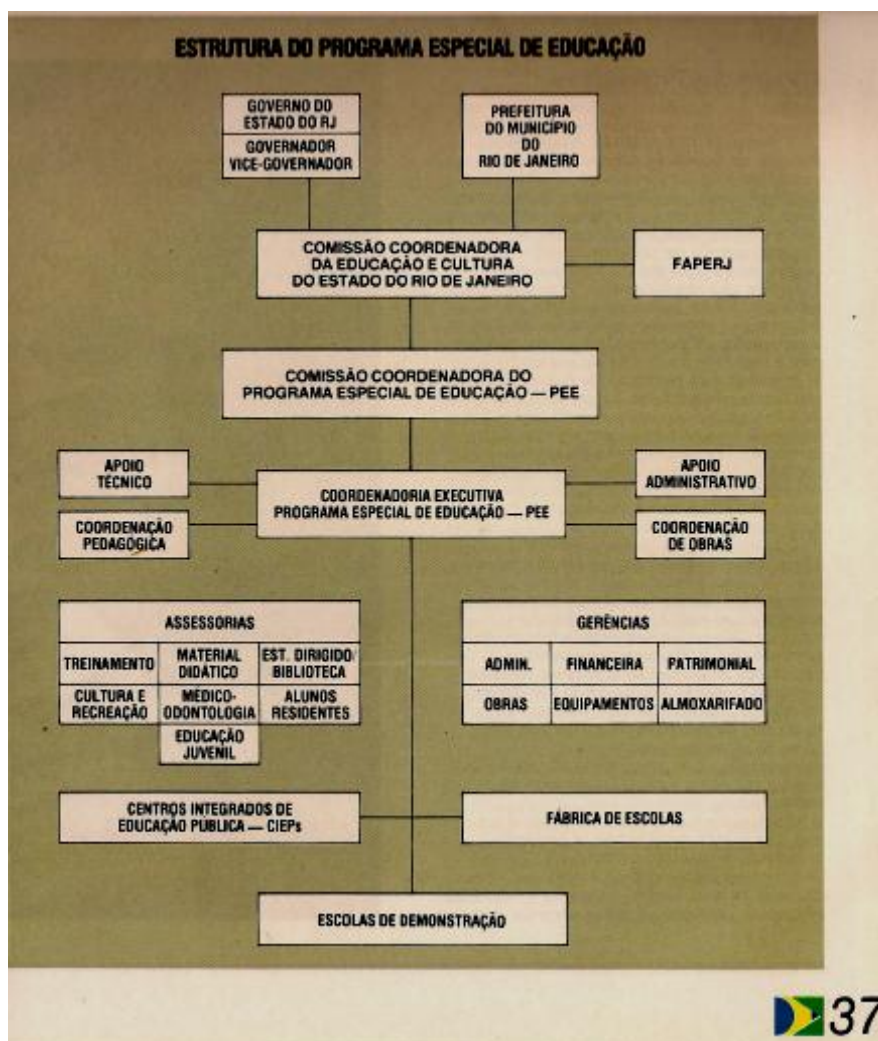 ESTRUTURA DO PROGRAMA ESPECIAL DE EDUCAÇÃO
GOVERNO DO
ESTADO DO RJ
GOVERNADOR
VICE-GOVERNADOR
PREFEITURA
DO MUNICÍPIO
DO
RIO DE JANEIRO
COMISSÃO COORDENADORA
DA EDUCAÇÃO E CULTURA
DO ESTADO DO RIO DE JANEIRO
FAPERJ
COMISSÃO COORDENADORA DO
PROGRAMA ESPECIAL DE EDUCAÇÃO — PEE
APOIO
TÉCNICO
COORDENAÇÃO
PEDAGÓGICA
COORDENADORIA EXECUTIVA
PROGRAMA ESPECIAL DE EDUCAÇÃO — PEE
APOIO
ADMINISTRATIVO
COORDENAÇÃO
DE OBRAS
ASSESSORIAS
TREINAMENTO
MATERIAL
DIDÁTICO
EST. DIRIGIDO/
BIBLIOTECA
CULTURA E
RECREAÇÃO
MÉDICO-
ODONTOLOGIA
ALUNOS
RESIDENTES
EDUCAÇÃO
JUVENIL
GERÊNCIAS
ADMIN.
FINANCEIRA
PATRIMONIAL
OBRAS
EQUIPAMENTOS
ALMOXARIFADO
CENTROS INTEGRADOS DE
EDUCAÇÃO PÚBLICA — CIEPs
FÁBRICA DE ESCOLAS
ESCOLAS DE DEMONSTRAÇÃO
37